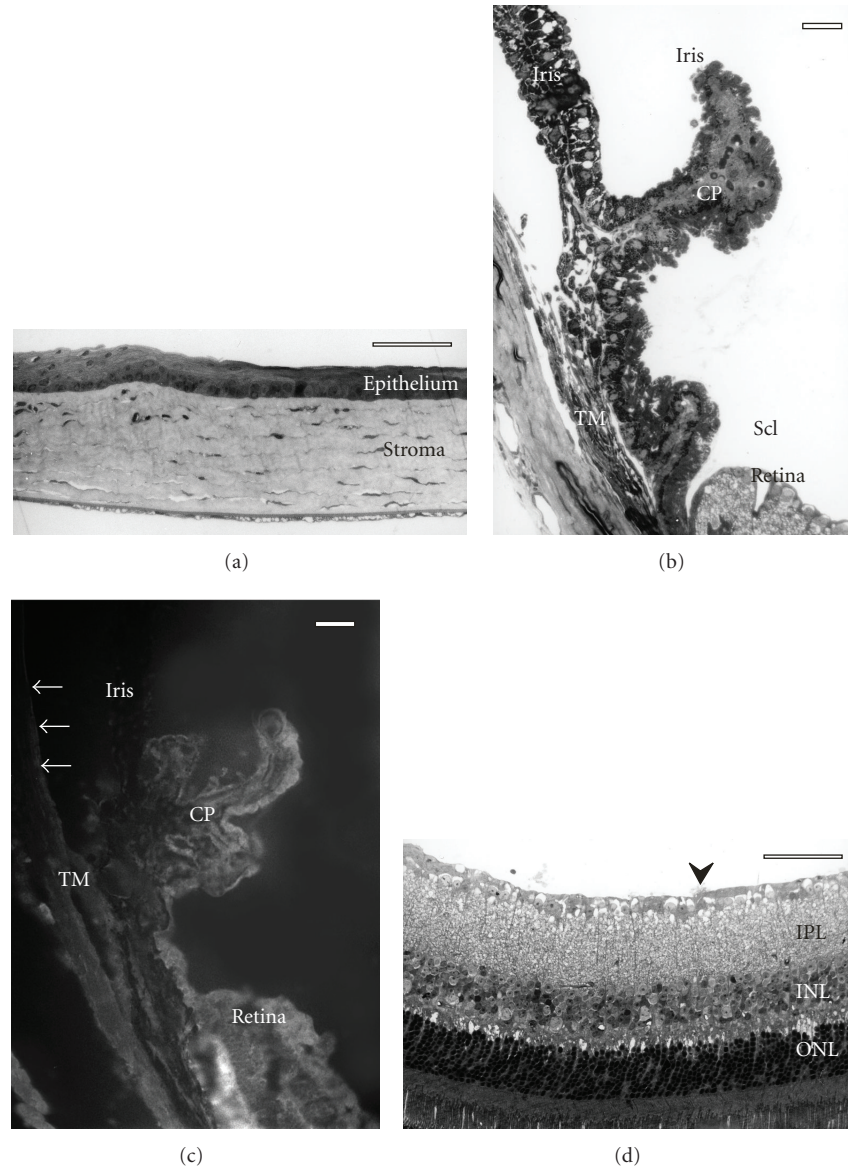 Epithelium
Stroma
(a)
Iris
Iris
CP
TM
Scl
Retina
(b)
Iris
CP
TM
Retina
(c)
IPL
INL
ONL
(d)